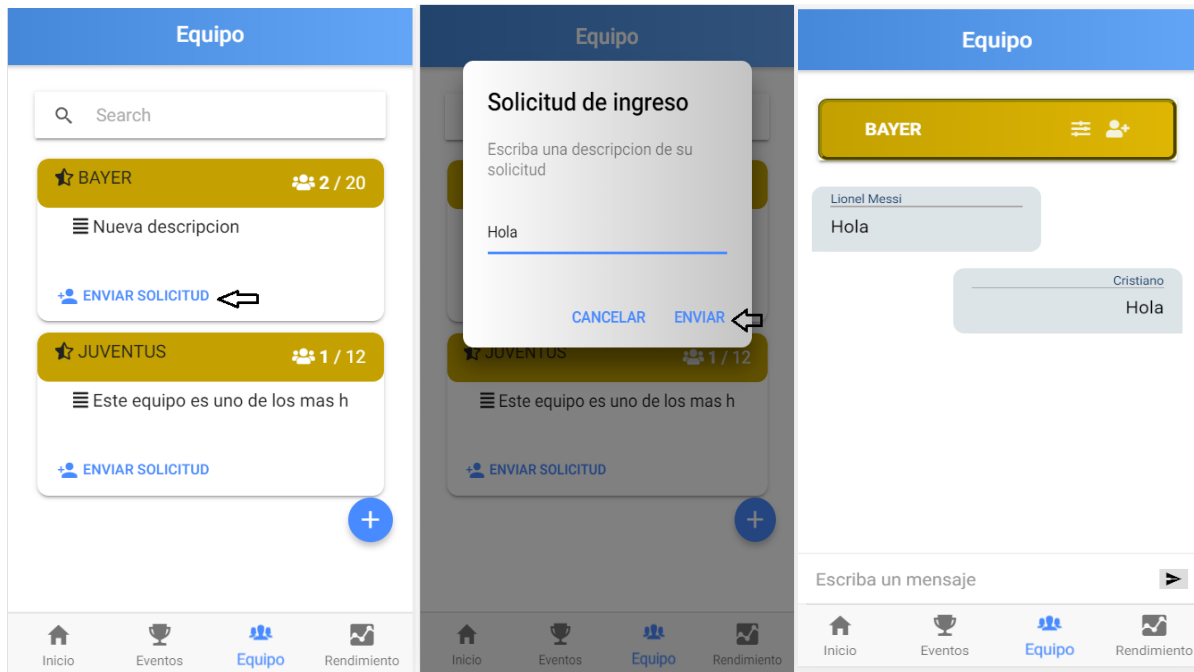 Equipo
Search
BAYER
2 / 20
Nueva descripcion
ENVIAR SOLICITUD
JUVENTUS
1 / 12
Este equipo es uno de los mas h
ENVIAR SOLICITUD
Inicio
Eventos
Equipo
Rendimiento
Equipo
Solicitud de ingreso
Escriba una descripcion de su
solicitud
Hola
CANCELAR
ENVIAR
JUVENTUS
1 / 12
Este equipo es uno de los mas h
ENVIAR SOLICITUD
Inicio
Eventos
Equipo
Rendimiento
Equipo
BAYER
Lionel Messi
Hola
Cristiano
Hola
Escriba un mensaje
Inicio
Eventos
Equipo
Rendimiento